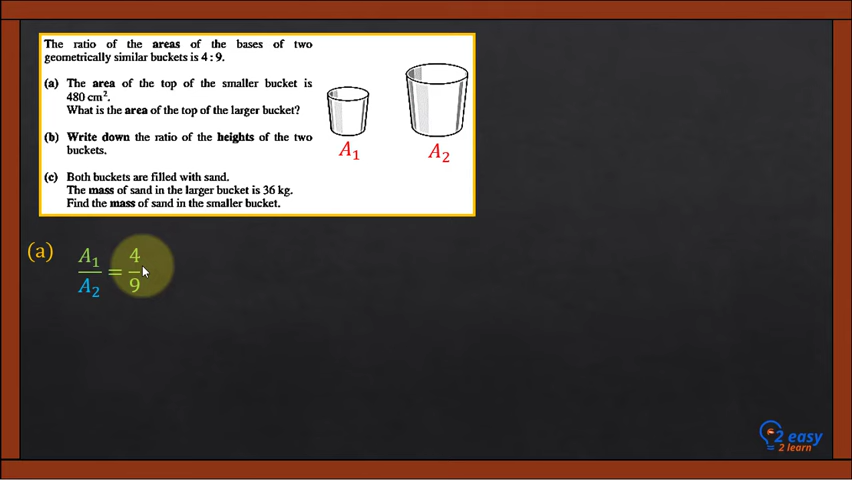 The ratio of the areas of the bases of two
geometrically similar buckets is 4 : 9.
(a) The area of the top of the smaller bucket is
480 cm².
What is the area of the top of the larger bucket?
(b) Write down the ratio of the heights of the two
buckets.
(c) Both buckets are filled with sand.
The mass of sand in the larger bucket is 36 kg.
Find the mass of sand in the smaller bucket.
A₁
A₂
(a) A₁/A₂ = 4/9
2 easy
2 learn